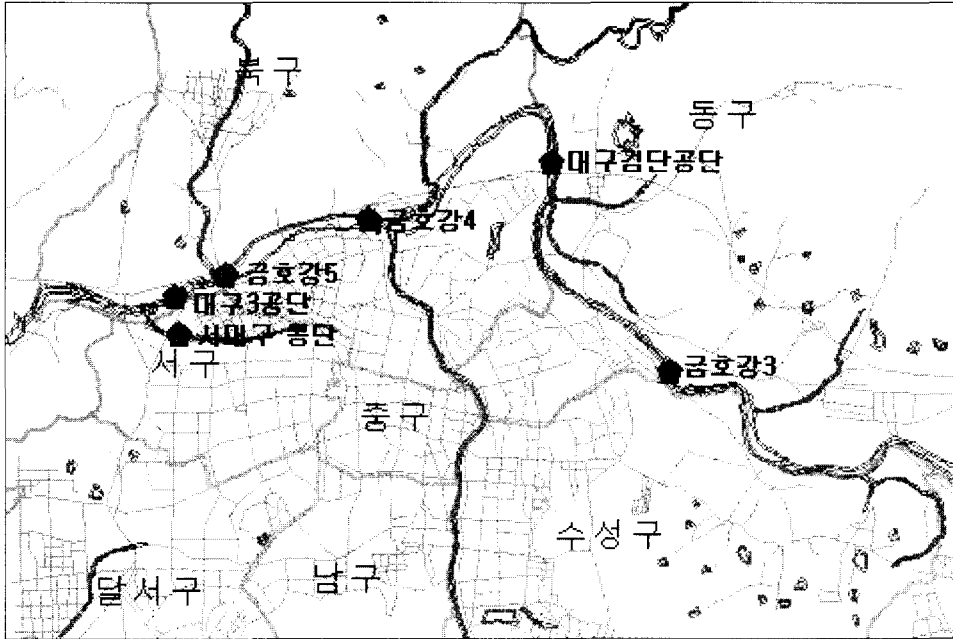 북구
동구
대구검단공단
금호강4
금호강5
대구3공단
서대구 공단
서구
금호강3
중구
수성구
달서구
남구